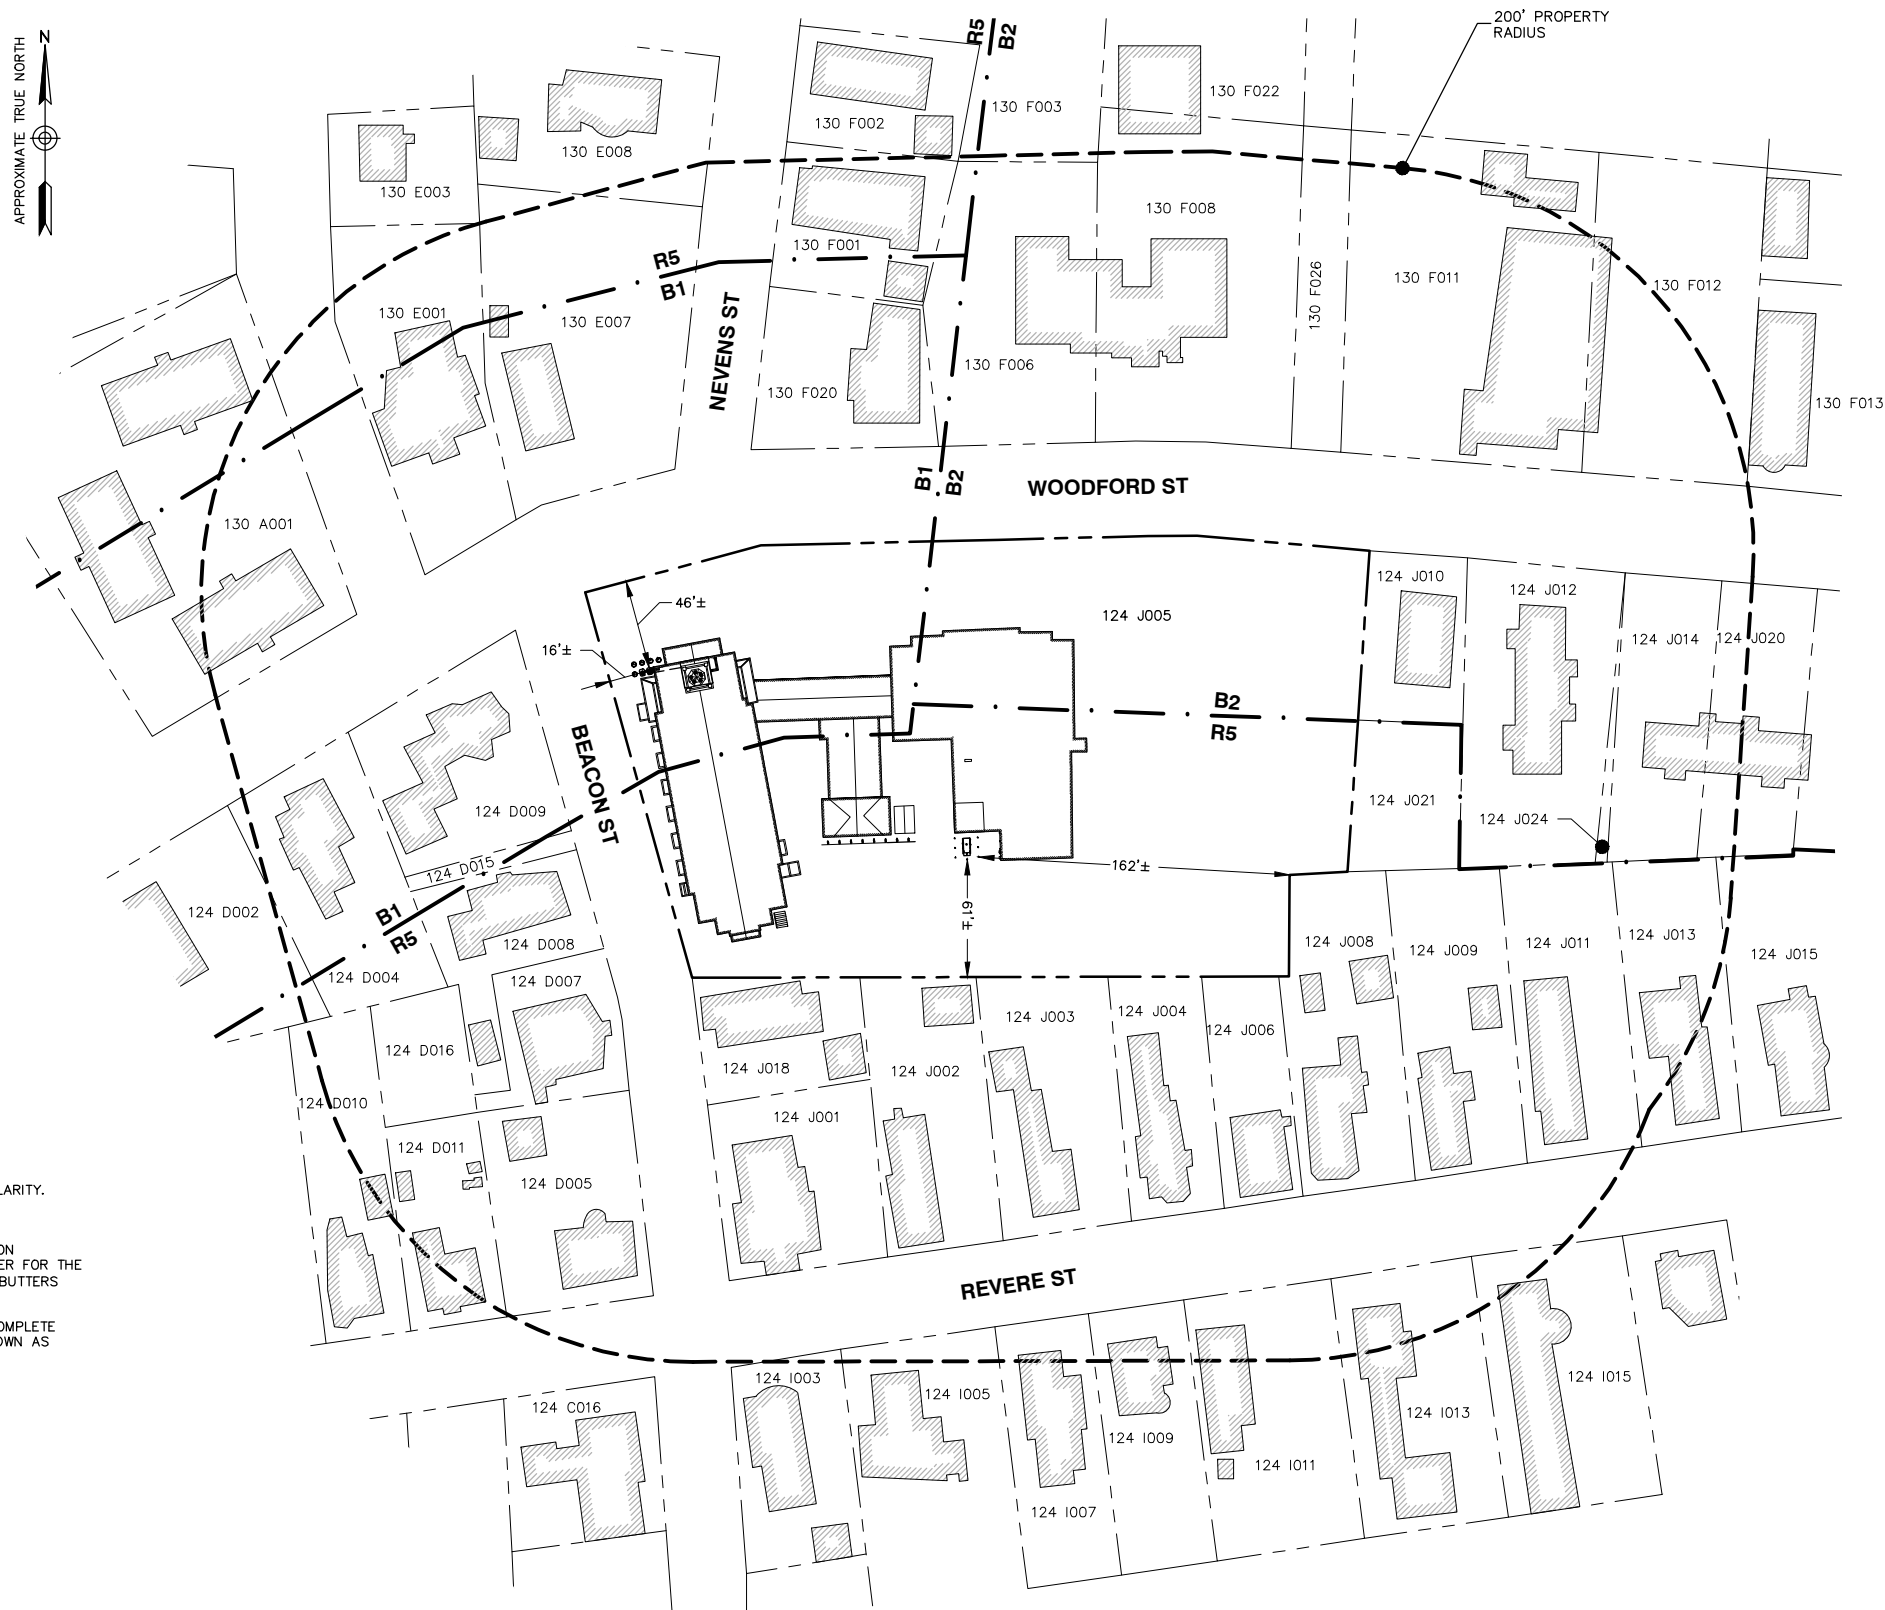 200' PROPERTY
RADIUS
N
APPROXIMATE TRUE NORTH
R5
B2
130 F022
130 F003
130 F002
130 E008
130 E003
130 F008
130 F001
R5
B1
130 F026
130 F011
130 F012
130 E001
130 E007
NEVENS ST
130 F006
130 F020
130 F013
B1
B2
WOODFORD ST
130 A001
124 J010
124 J012
46'±
124 J005
124 J014
124 J020
16'±
B2
R5
BEACON ST
124 J021
124 J024
124 D009
124 D015
162'±
61'±
B1
R5
124 D002
124 D008
124 D004
124 D007
124 J008
124 J009
124 J011
124 J013
124 J015
124 J003
124 J004
124 J006
124 D016
124 J018
124 J002
124 D010
124 J001
124 D011
124 D005
LARITY.
ON
ER FOR THE
BUTTERS
OMPLETE
OWN AS
REVERE ST
124 I003
124 I005
124 I015
124 C016
124 I013
124 I009
124 I011
124 I007